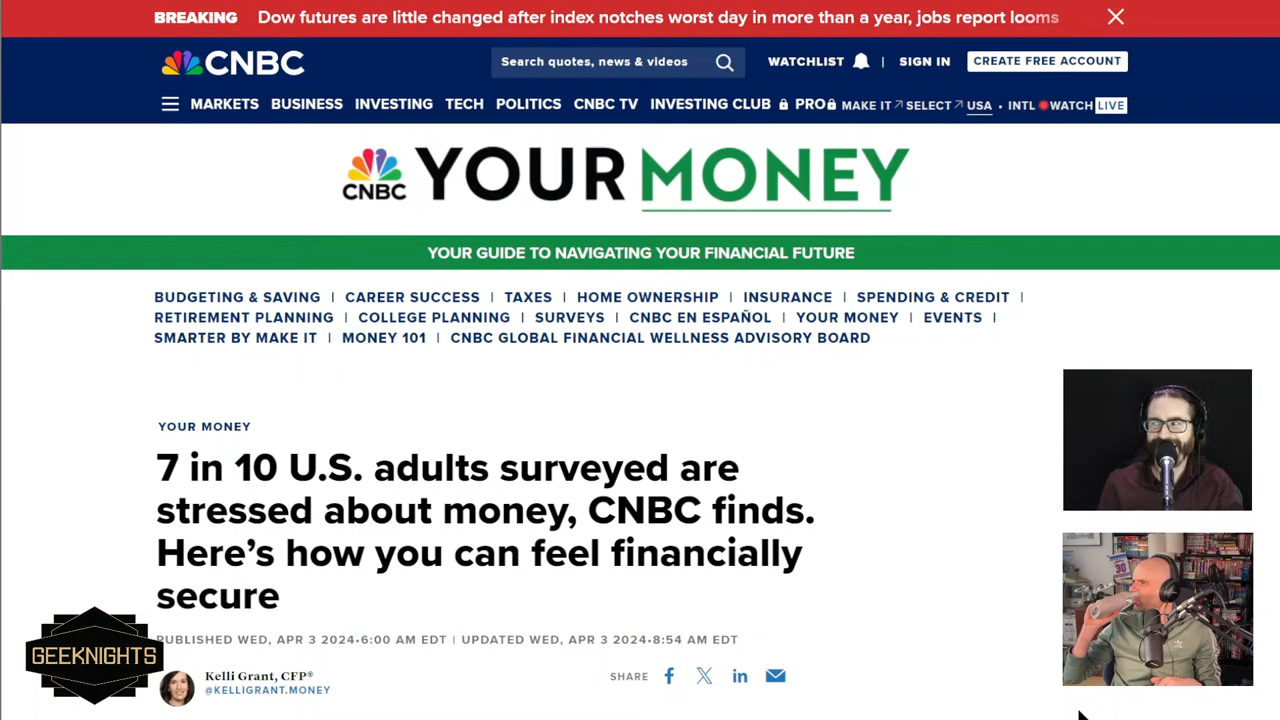 BREAKING Dow futures are little changed after index notches worst day in more than a year, jobs report looms
CNBC Search quotes, news & videos WATCHLIST | SIGN IN CREATE FREE ACCOUNT
MARKETS BUSINESS INVESTING TECH POLITICS CNBC TV INVESTING CLUB PRO MAKE IT SELECT USA • INTL WATCH LIVE
CNBC YOUR MONEY
YOUR GUIDE TO NAVIGATING YOUR FINANCIAL FUTURE
BUDGETING & SAVING | CAREER SUCCESS | TAXES | HOME OWNERSHIP | INSURANCE | SPENDING & CREDIT |
RETIREMENT PLANNING | COLLEGE PLANNING | SURVEYS | CNBC EN ESPAÑOL | YOUR MONEY | EVENTS |
SMARTER BY MAKE IT | MONEY 101 | CNBC GLOBAL FINANCIAL WELLNESS ADVISORY BOARD
YOUR MONEY
7 in 10 U.S. adults surveyed are
stressed about money, CNBC finds.
Here's how you can feel financially
secure
PUBLISHED WED, APR 3 2024•6:00 AM EDT | UPDATED WED, APR 3 2024•8:54 AM EDT
Kelli Grant, CFP®
@KELLIGRANT.MONEY
SHARE
GEEKNIGHTS
30